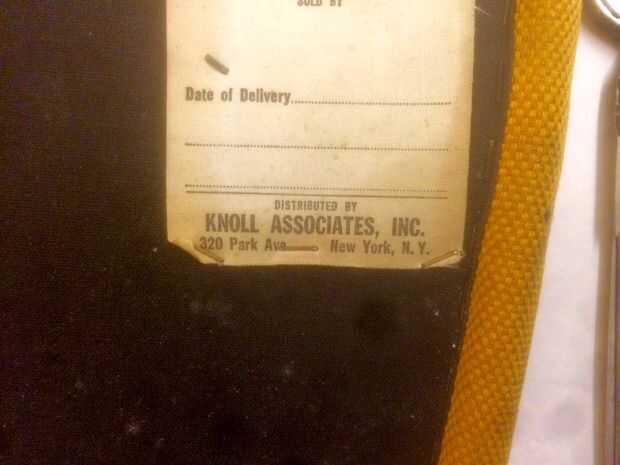 SOLD BY
Date of Delivery
DISTRIBUTED BY
KNOLL ASSOCIATES, INC.
320 Park Ave New York, N. Y.